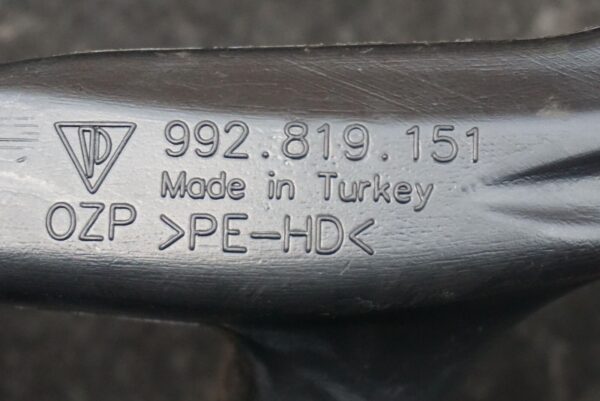 992.819.151
Made in Turkey
OZP >PE-HD<